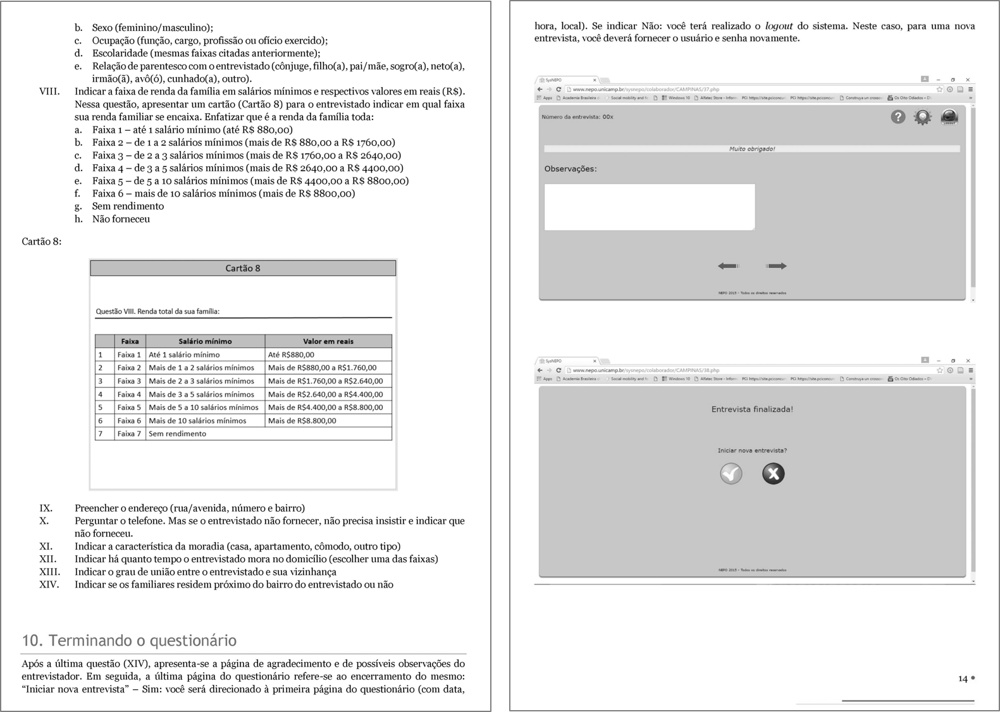 b. Sexo (feminino/masculino);
c. Ocupação (função, cargo, profissão ou ofício exercido);
d. Escolaridade (mesmas faixas citadas anteriormente);
e. Relação de parentesco com o entrevistado (cônjuge, filho(a), pai/mãe, sogro(a), neto(a),
irmão(ã), avô(ó), cunhado(a), outro).
VIII. Indicar a faixa de renda da família em salários mínimos e respectivos valores em reais (R$).
Nessa questão, apresentar um cartão (Cartão 8) para o entrevistado indicar em qual faixa
sua renda familiar se encaixa. Enfatizar que é a renda da família toda:
a. Faixa 1 – até 1 salário mínimo (até R$ 880,00)
b. Faixa 2 – de 1 a 2 salários mínimos (mais de R$ 880,00 a R$ 1760,00)
c. Faixa 3 – de 2 a 3 salários mínimos (mais de R$ 1760,00 a R$ 2640,00)
d. Faixa 4 – de 3 a 5 salários mínimos (mais de R$ 2640,00 a R$ 4400,00)
e. Faixa 5 – de 5 a 10 salários mínimos (mais de R$ 4400,00 a R$ 8800,00)
f. Faixa 6 – mais de 10 salários mínimos (mais de R$ 8800,00)
g. Sem rendimento
h. Não forneceu
Cartão 8:
Cartão 8
Questão VIII. Renda total da sua família:
Faixa Salário mínimo Valor em reais
1 Faixa 1 Até 1 salário mínimo Até R$880,00
2 Faixa 2 Mais de 1 a 2 salários mínimos Mais de R$880,00 a R$1.760,00
3 Faixa 3 Mais de 2 a 3 salários mínimos Mais de R$1.760,00 a R$2.640,00
4 Faixa 4 Mais de 3 a 5 salários mínimos Mais de R$2.640,00 a R$4.400,00
5 Faixa 5 Mais de 5 a 10 salários mínimos Mais de R$4.400,00 a R$8.800,00
6 Faixa 6 Mais de 10 salários mínimos Mais de R$8.800,00
7 Faixa 7 Sem rendimento
IX. Preencher o endereço (rua/avenida, número e bairro)
X. Perguntar o telefone. Mas se o entrevistado não fornecer, não precisa insistir e indicar que
não forneceu.
XI. Indicar a característica da moradia (casa, apartamento, cômodo, outro tipo)
XII. Indicar há quanto tempo o entrevistado mora no domicílio (escolher uma das faixas)
XIII. Indicar o grau de união entre o entrevistado e sua vizinhança
XIV. Indicar se os familiares residem próximo do bairro do entrevistado ou não
10. Terminando o questionário
Após a última questão (XIV), apresenta-se a página de agradecimento e de possíveis observações do
entrevistador. Em seguida, a última página do questionário refere-se ao encerramento do mesmo:
“Iniciar nova entrevista” – Sim: você será direcionado à primeira página do questionário (com data,
hora, local). Se indicar Não: você terá realizado o logout do sistema. Neste caso, para uma nova
entrevista, você deverá fornecer o usuário e senha novamente.
SysNEPO
www.nepo.unicamp.br/sysnepo/colaborador/CAMPINAS/37.php
Apps Academia Brasileira Social mobility and Windows 10 Alfatec Store - Inform PCi https://site.pciconcur PCi https://site.pciconcur Construya un crosso Os Oito Odiados –
Número da entrevista: 00x
LOGOUT
Muito obrigado!
Observações:
NEPO 2015 - Todos os direitos reservados
SysNEPO
www.nepo.unicamp.br/sysnepo/colaborador/CAMPINAS/38.php
Apps Academia Brasileira Social mobility and Windows 10 Alfatec Store - Inform PCi https://site.pciconcur PCi https://site.pciconcur Construya un crosso Os Oito Odiados –
Entrevista finalizada!
Iniciar nova entrevista?
NEPO 2015 - Todos os direitos reservados
14